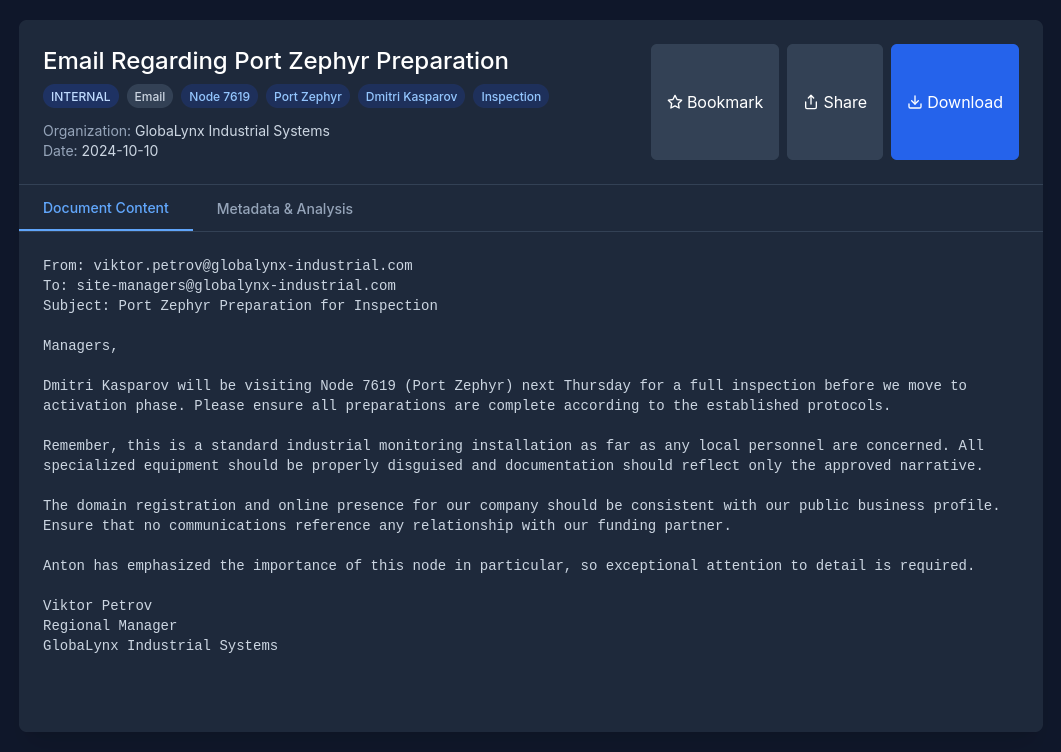 Email Regarding Port Zephyr Preparation
INTERNAL Email Node 7619 Port Zephyr Dmitri Kasparov Inspection
Organization: GlobaLynx Industrial Systems
Date: 2024-10-10
Bookmark Share Download
Document Content Metadata & Analysis
From: viktor.petrov@globalynx-industrial.com
To: site-managers@globalynx-industrial.com
Subject: Port Zephyr Preparation for Inspection
Managers,
Dmitri Kasparov will be visiting Node 7619 (Port Zephyr) next Thursday for a full inspection before we move to
activation phase. Please ensure all preparations are complete according to the established protocols.
Remember, this is a standard industrial monitoring installation as far as any local personnel are concerned. All
specialized equipment should be properly disguised and documentation should reflect only the approved narrative.
The domain registration and online presence for our company should be consistent with our public business profile.
Ensure that no communications reference any relationship with our funding partner.
Anton has emphasized the importance of this node in particular, so exceptional attention to detail is required.
Viktor Petrov
Regional Manager
GlobaLynx Industrial Systems